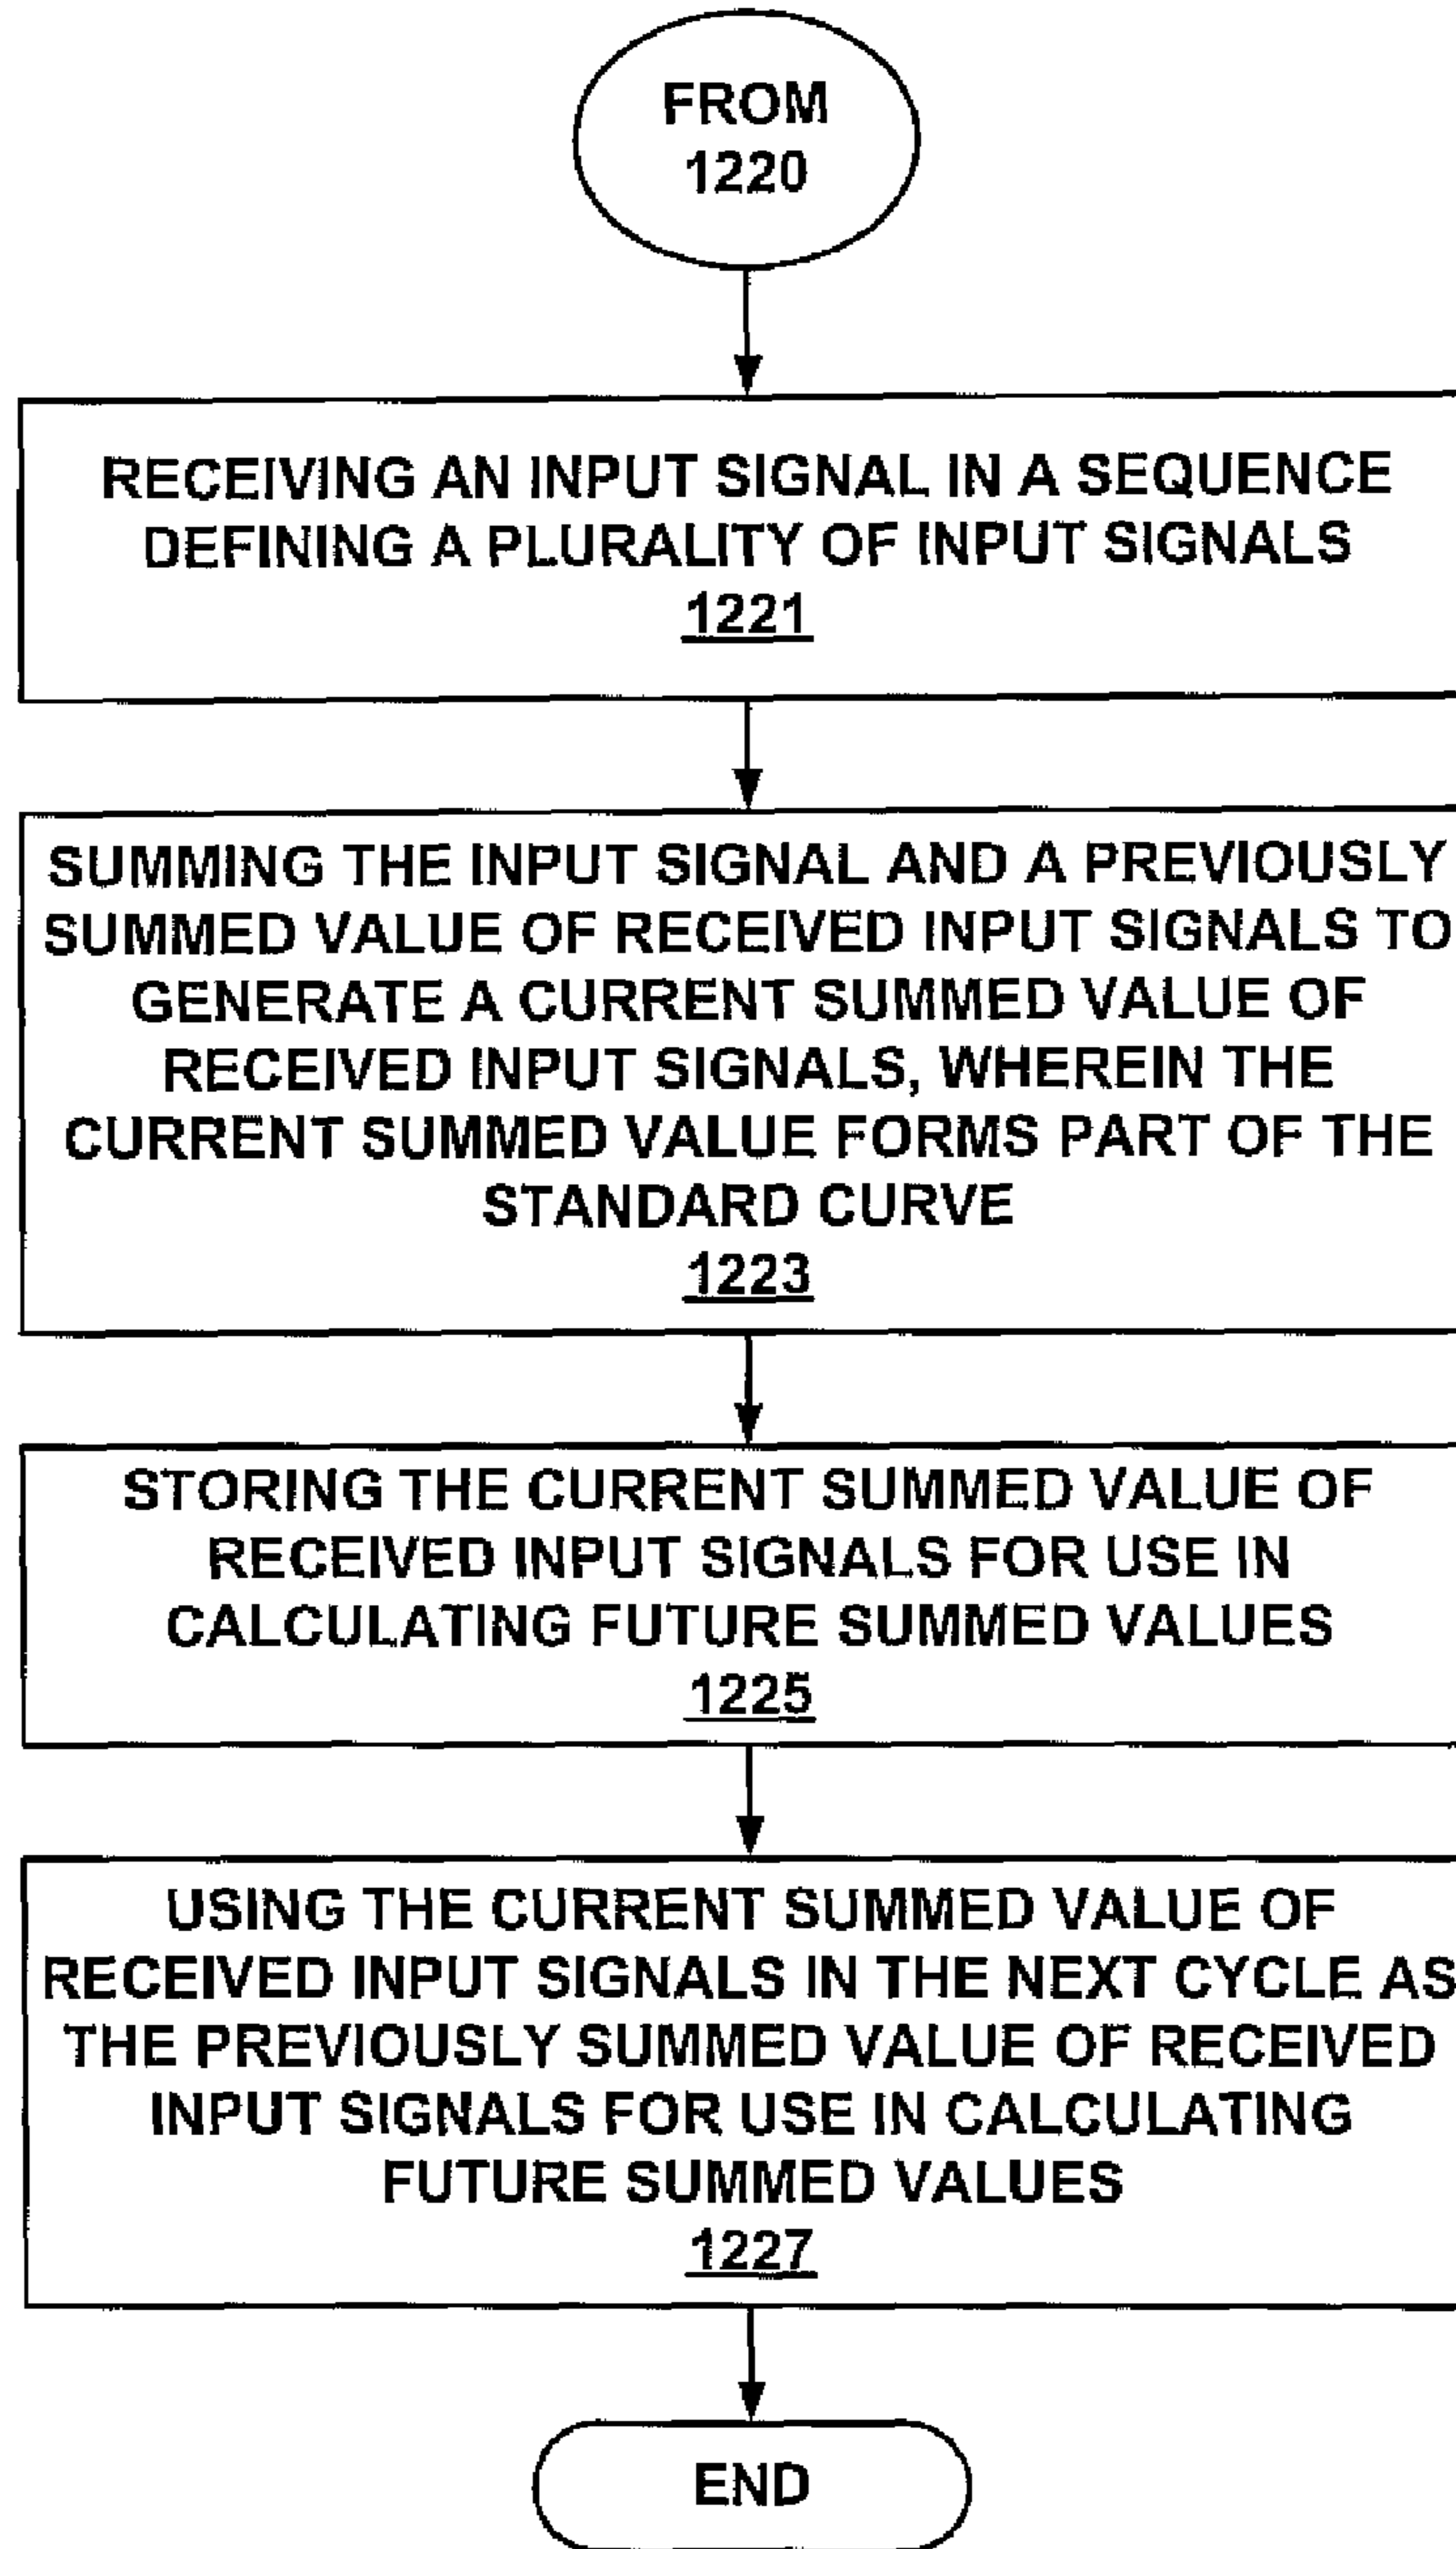 FROM
1220
RECEIVING AN INPUT SIGNAL IN A SEQUENCE
DEFINING A PLURALITY OF INPUT SIGNALS
1221
SUMMING THE INPUT SIGNAL AND A PREVIOUSLY
SUMMED VALUE OF RECEIVED INPUT SIGNALS TO
GENERATE A CURRENT SUMMED VALUE OF
RECEIVED INPUT SIGNALS, WHEREIN THE
CURRENT SUMMED VALUE FORMS PART OF THE
STANDARD CURVE
1223
STORING THE CURRENT SUMMED VALUE OF
RECEIVED INPUT SIGNALS FOR USE IN
CALCULATING FUTURE SUMMED VALUES
1225
USING THE CURRENT SUMMED VALUE OF
RECEIVED INPUT SIGNALS IN THE NEXT CYCLE AS
THE PREVIOUSLY SUMMED VALUE OF RECEIVED
INPUT SIGNALS FOR USE IN CALCULATING
FUTURE SUMMED VALUES
1227
END